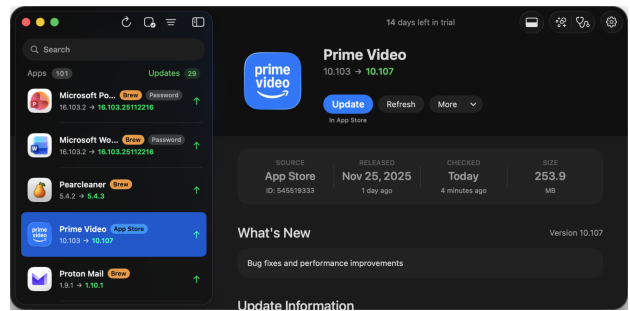 14 days left in trial
Search
Apps 101 Updates 29
Microsoft Po... Brew Password
16.103.2 → 16.103.25112216
Microsoft Wo... Brew Password
16.103.2 → 16.103.25112216
Pearcleaner Brew
5.4.2 → 5.4.3
prime video
Prime Video App Store
10.103 → 10.107
Proton Mail Brew
1.9.1 → 1.10.1
prime
video
Prime Video
10.103 → 10.107
Update Refresh More
In App Store
SOURCE RELEASED CHECKED SIZE
App Store Nov 25, 2025 Today 253.9
ID: 545519333 1 day ago 4 minutes ago MB
What's New Version 10.107
Bug fixes and performance improvements
Update Information